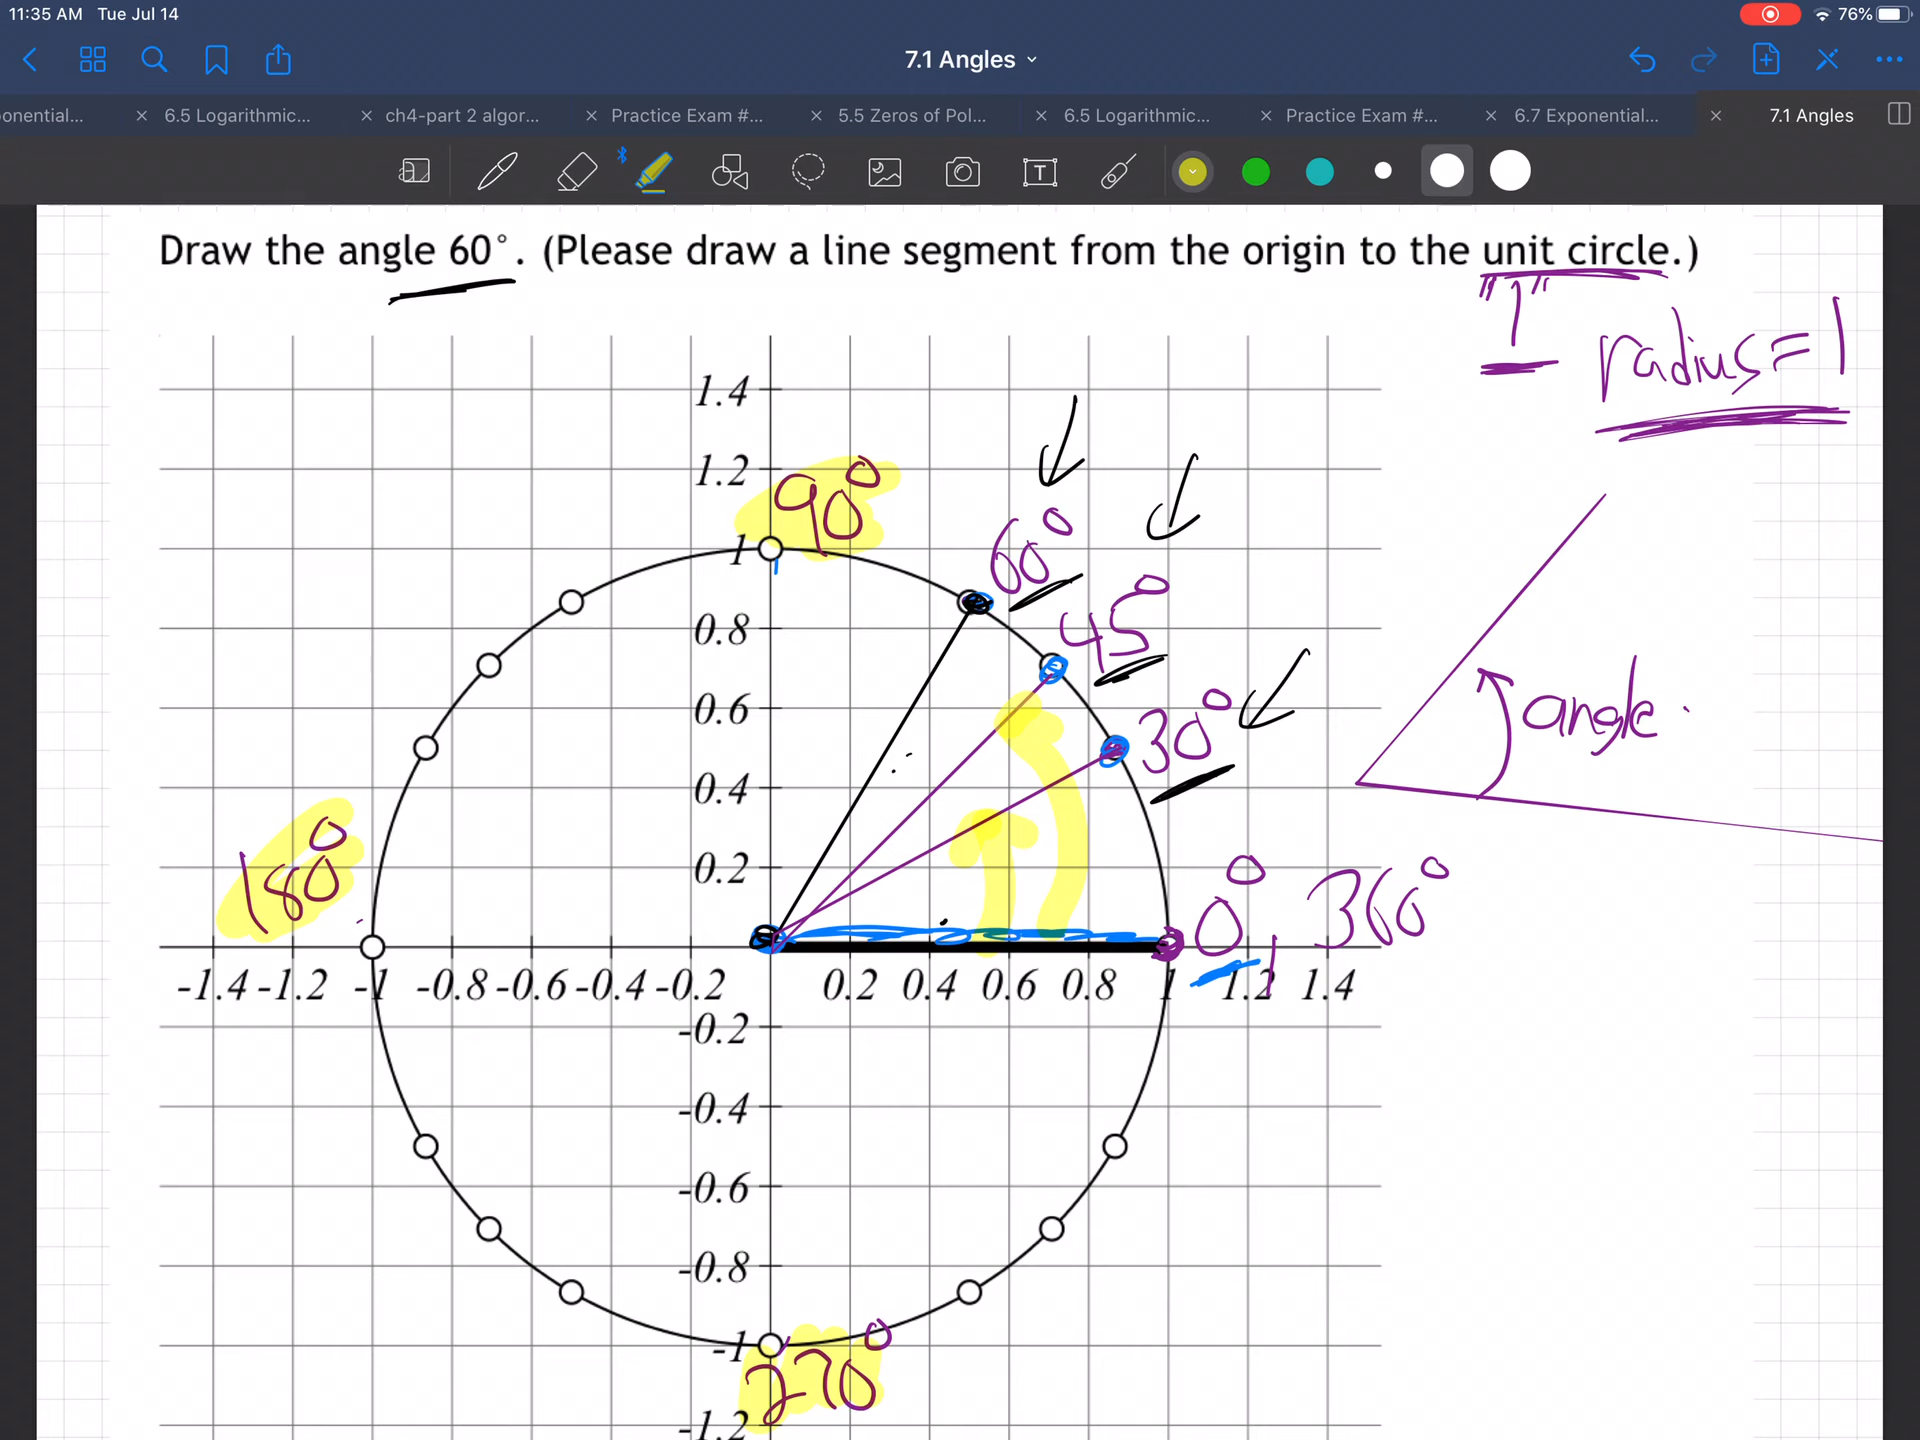 11:35 AM Tue Jul 14 76%
7.1 Angles
onential... 6.5 Logarithmic... ch4-part 2 algor... Practice Exam #... 5.5 Zeros of Pol... 6.5 Logarithmic... Practice Exam #... 6.7 Exponential... 7.1 Angles
T
Draw the angle 60°. (Please draw a line segment from the origin to the unit circle.)
"1"
radius=1
1.4
1.2
90°
1
60°
0.8
45°
0.6
30°
angle.
0.4
180°
0.2
0°, 360°
-1.4 -1.2 -1 -0.8 -0.6 -0.4 -0.2 0.2 0.4 0.6 0.8 1 1.2 1.4
-0.2
-0.4
-0.6
-0.8
-1
270°
-1.2